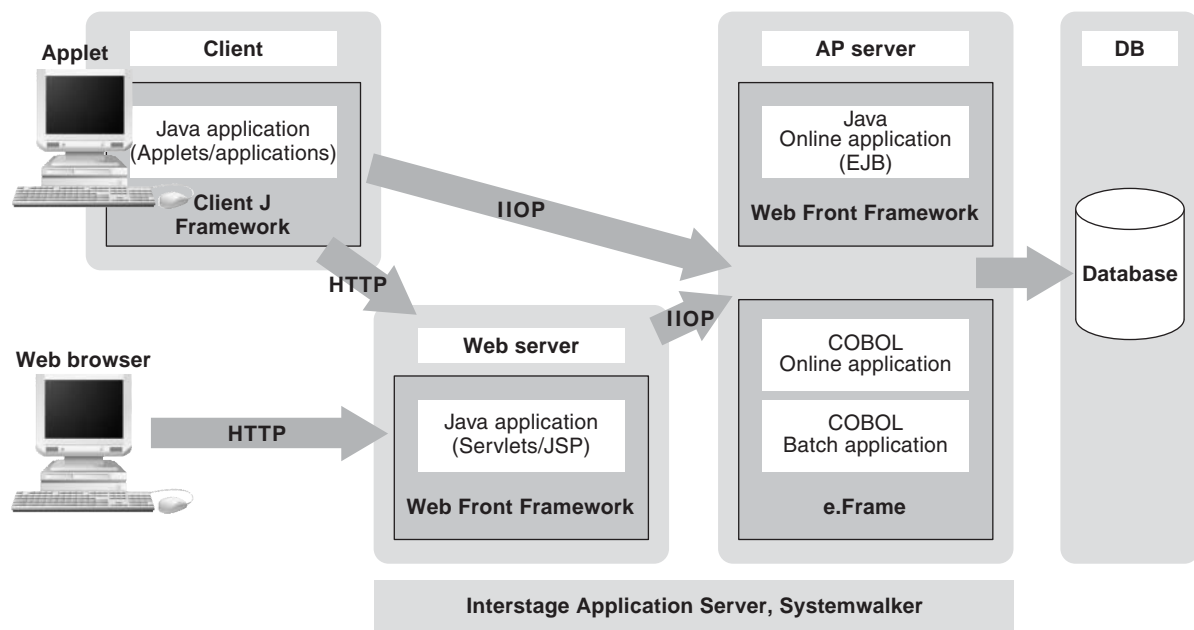 Applet
Client
Java application
(Applets/applications)
Client J
Framework
IIOP
HTTP
Web browser
HTTP
Web server
Java application
(Servlets/JSP)
Web Front Framework
IIOP
AP server
Java
Online application
(EJB)
Web Front Framework
COBOL
Online application
COBOL
Batch application
e.Frame
DB
Database
Interstage Application Server, Systemwalker